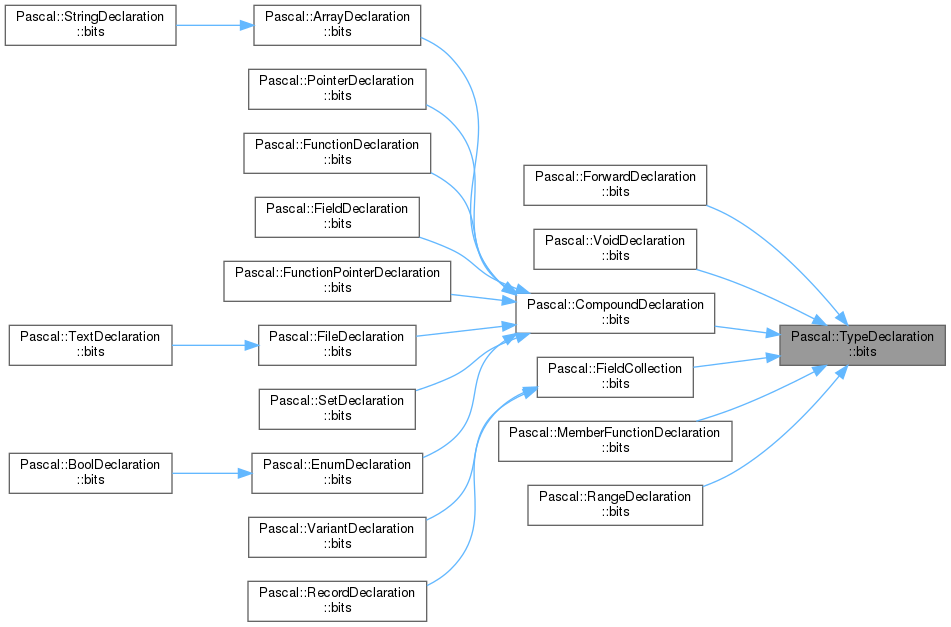 Pascal::StringDeclaration
::bits
Pascal::ArrayDeclaration
::bits
Pascal::PointerDeclaration
::bits
Pascal::FunctionDeclaration
::bits
Pascal::FieldDeclaration
::bits
Pascal::FunctionPointerDeclaration
::bits
Pascal::TextDeclaration
::bits
Pascal::FileDeclaration
::bits
Pascal::SetDeclaration
::bits
Pascal::BoolDeclaration
::bits
Pascal::EnumDeclaration
::bits
Pascal::VariantDeclaration
::bits
Pascal::RecordDeclaration
::bits
Pascal::ForwardDeclaration
::bits
Pascal::VoidDeclaration
::bits
Pascal::CompoundDeclaration
::bits
Pascal::FieldCollection
::bits
Pascal::MemberFunctionDeclaration
::bits
Pascal::RangeDeclaration
::bits
Pascal::TypeDeclaration
::bits